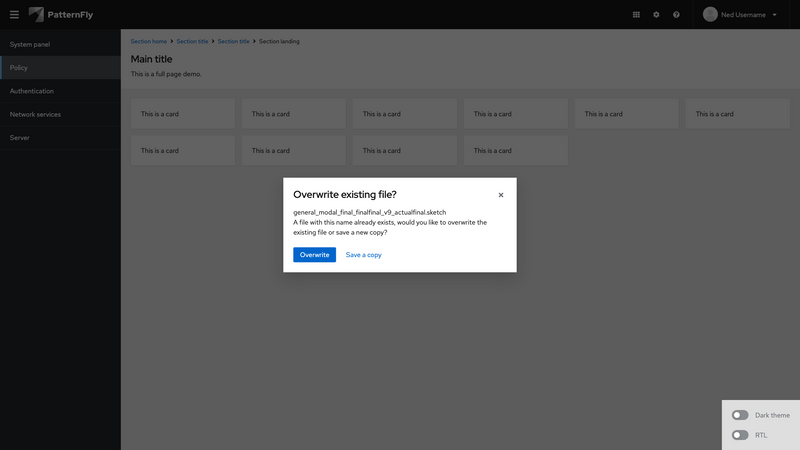 PatternFly
Ned Username
System panel
Policy
Authentication
Network services
Server
Section home
Section title
Section title
Section landing
Main title
This is a full page demo.
This is a card
This is a card
This is a card
This is a card
This is a card
This is a card
This is a card
This is a card
This is a card
This is a card
Overwrite existing file?
general_modal_final_finalfinal_v9_actualfinal.sketch
A file with this name already exists, would you like to overwrite the
existing file or save a new copy?
Overwrite
Save a copy
Dark theme
RTL